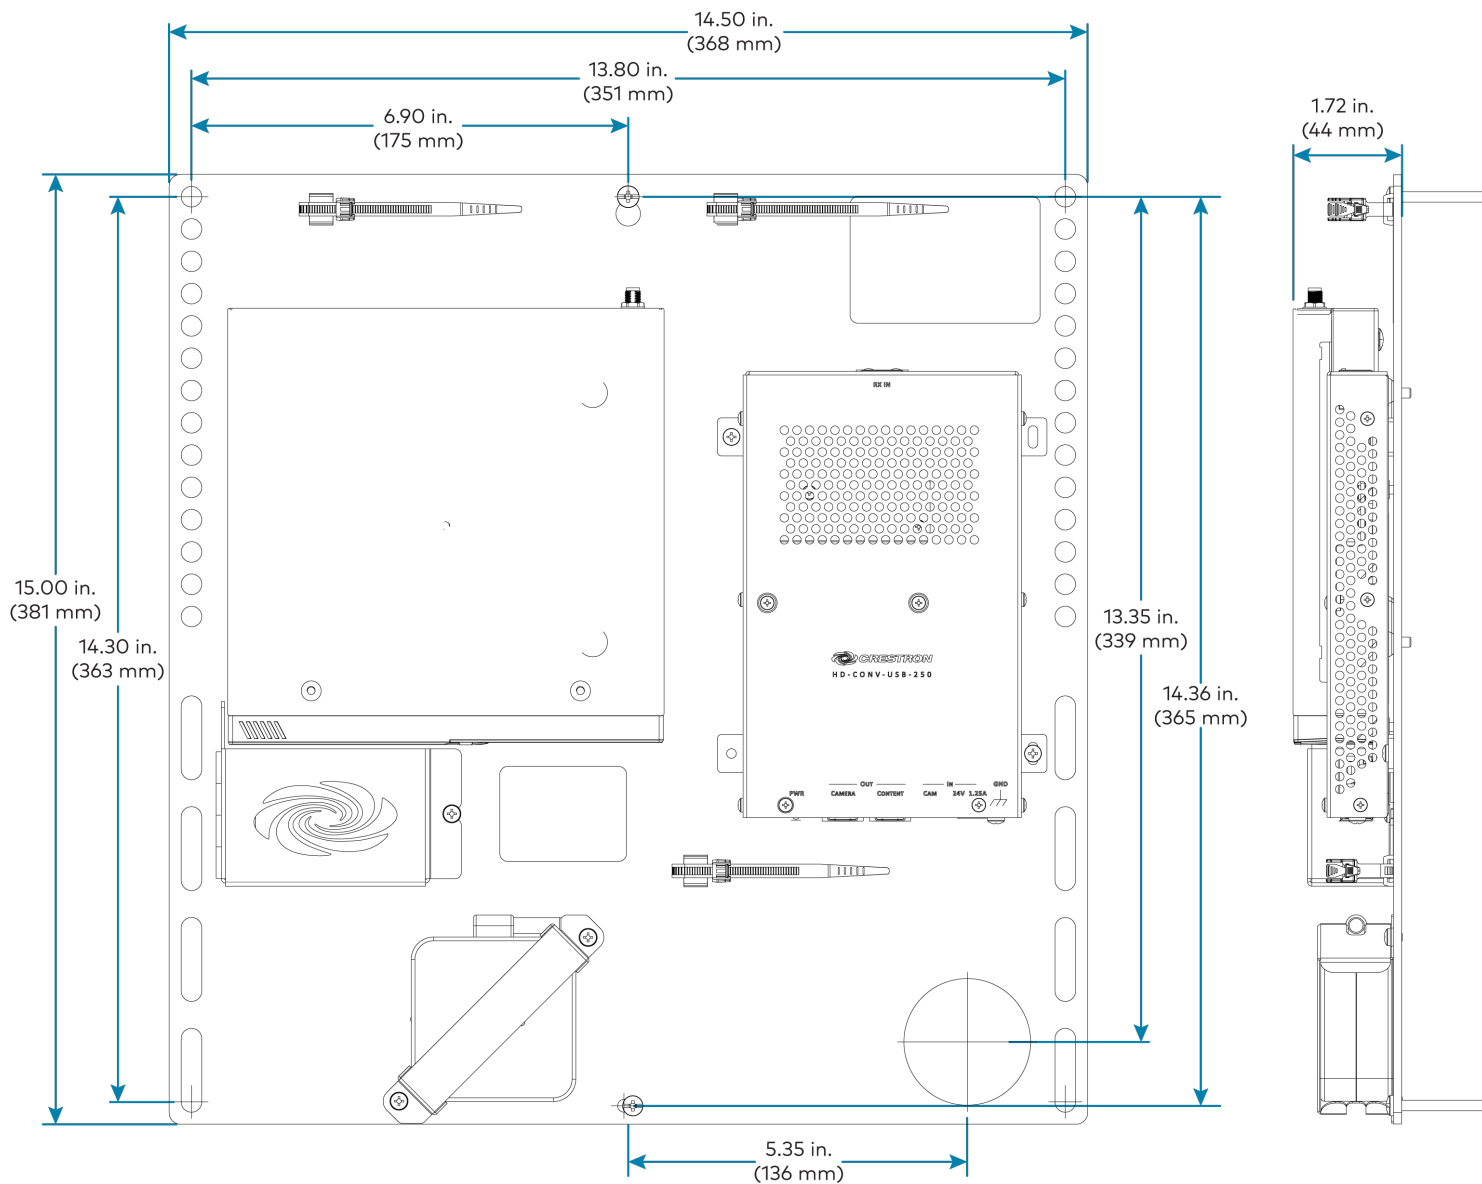 14.50 in.
(368 mm)
13.80 in.
(351 mm)
6.90 in.
(175 mm)
1.72 in.
(44 mm)
RX IN
15.00 in.
(381 mm)
14.30 in.
(363 mm)
13.35 in.
(339 mm)
14.36 in.
(365 mm)
CRESTRON
HD-CONV-USB-250
OUT IN GND
PWR CAMERA CONTENT CAM 24V 1.25A
5.35 in.
(136 mm)